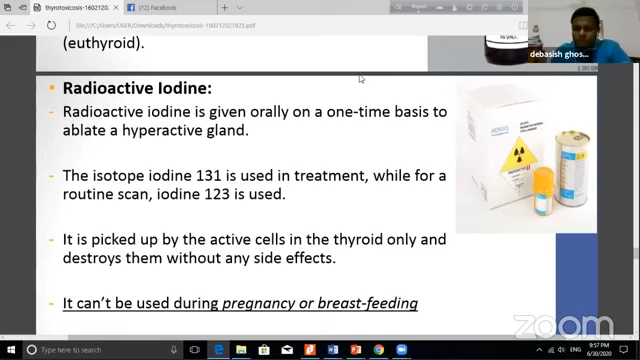 thyrotoxicosis-160212021825.pdf
Facebook
file:///C:/Users/USER/Downloads/thyrotoxicosis-160212021825.pdf
English
(euthyroid).
debasish ghos...
• Radioactive Iodine:
- Radioactive iodine is given orally on a one-time basis to
ablate a hyperactive gland.
- The isotope iodine 131 is used in treatment, while for a
routine scan, iodine 123 is used.
- It is picked up by the active cells in the thyroid only and
destroys them without any side effects.
- It can't be used during pregnancy or breast-feeding
zoom
Type here to search
ENG
9:57 PM
6/30/2020